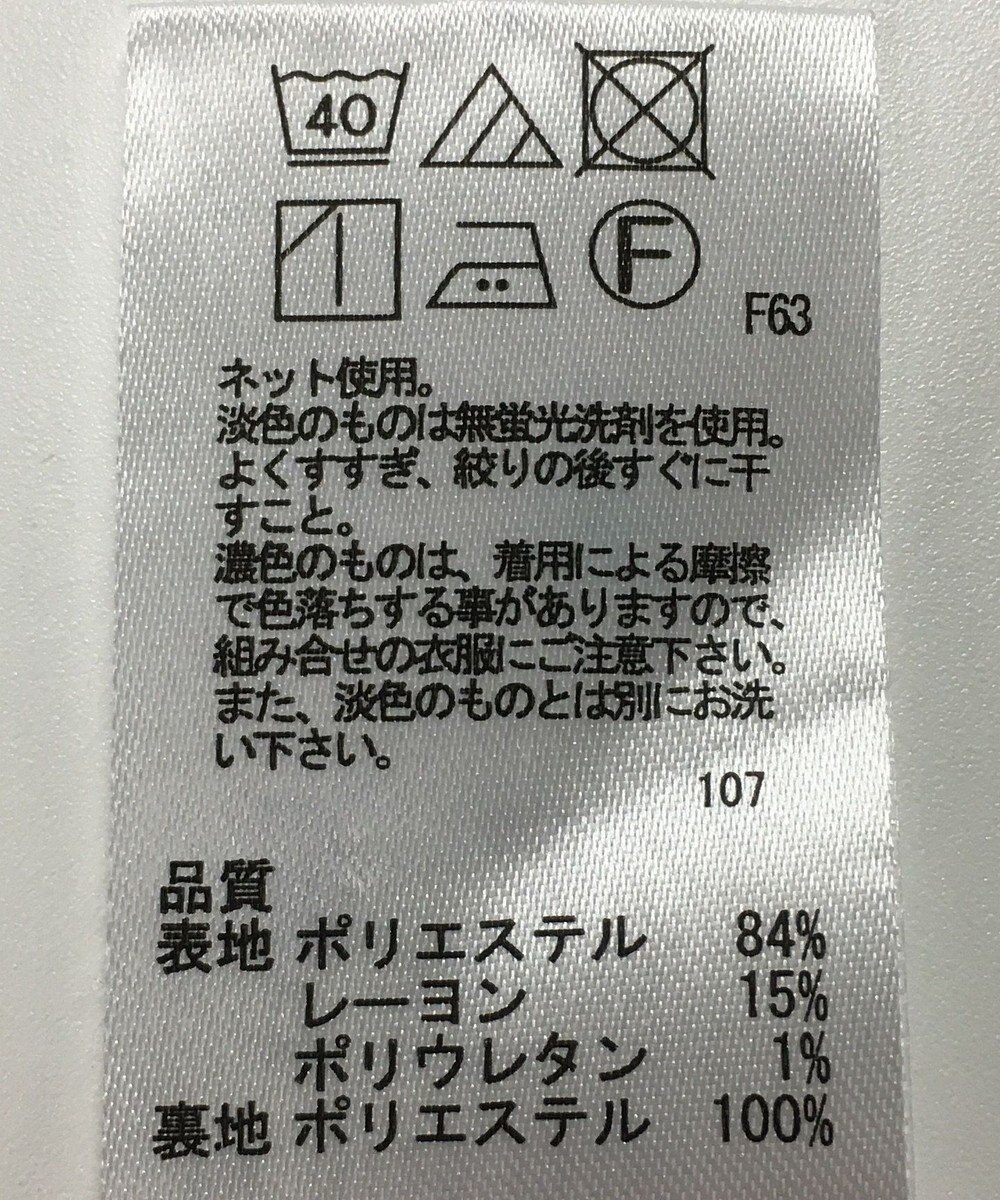 40
F
F63
ネット使用。
淡色のものは無蛍光洗剤を使用。
よくすすぎ、絞りの後すぐに干
すこと。
濃色のものは、着用による摩擦
で色落ちする事がありますので、
組み合せの衣服にご注意下さい。
また、淡色のものとは別にお洗
い下さい。
107
品質
表地 ポリエステル 84%
レーヨン 15%
ポリウレタン 1%
裏地 ポリエステル 100%